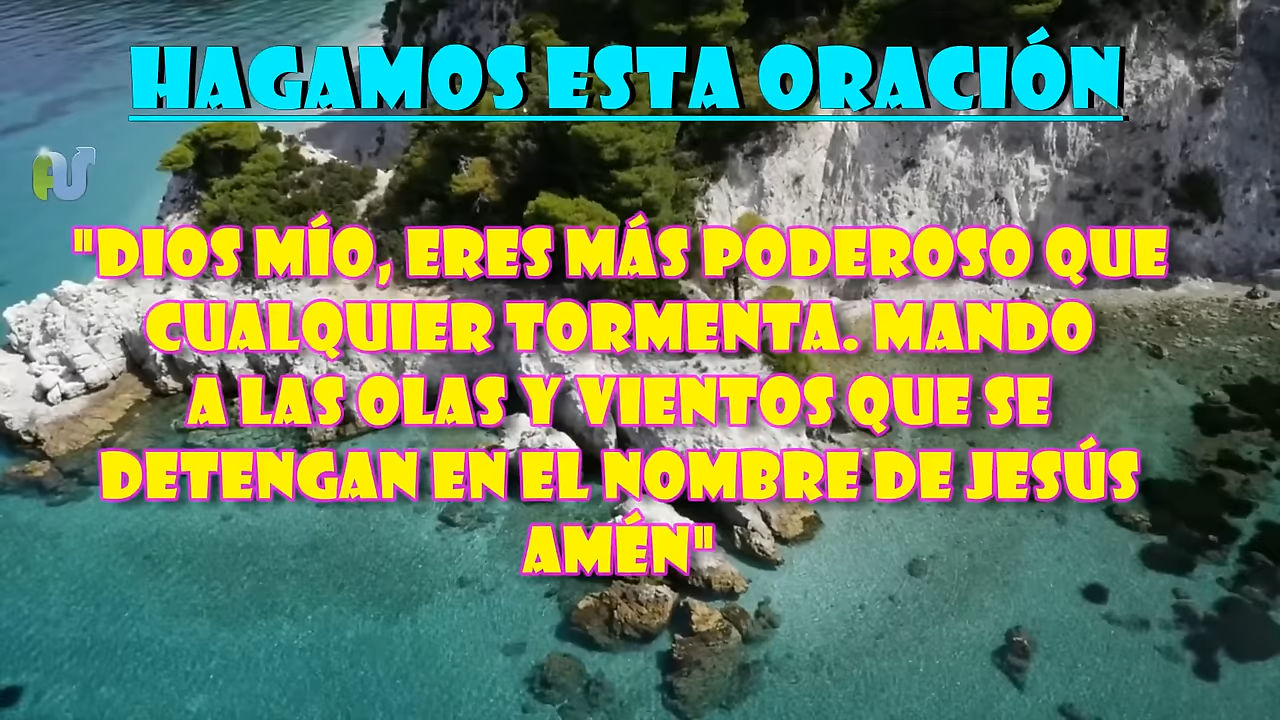 HAGAMOS ESTA ORACIÓN
AU
"DIOS MÍO, ERES MÁS PODEROSO QUE
CUALQUIER TORMENTA. MANDO
A LAS OLAS Y VIENTOS QUE SE
DETENGAN EN EL NOMBRE DE JESÚS
AMÉN"